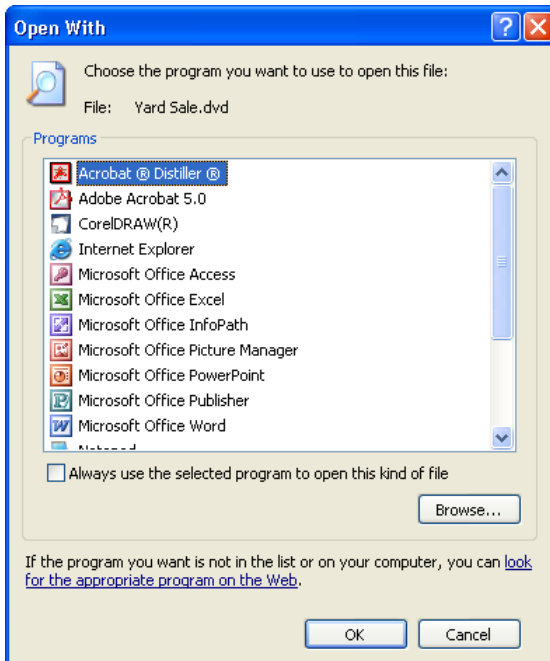 Open With
Choose the program you want to use to open this file:
File: Yard Sale.dvd
Programs
Acrobat ® Distiller ®
Adobe Acrobat 5.0
CorelDRAW(R)
Internet Explorer
Microsoft Office Access
Microsoft Office Excel
Microsoft Office InfoPath
Microsoft Office Picture Manager
Microsoft Office PowerPoint
Microsoft Office Publisher
Microsoft Office Word
Notepad
Always use the selected program to open this kind of file
Browse...
If the program you want is not in the list or on your computer, you can look
for the appropriate program on the Web.
OK
Cancel